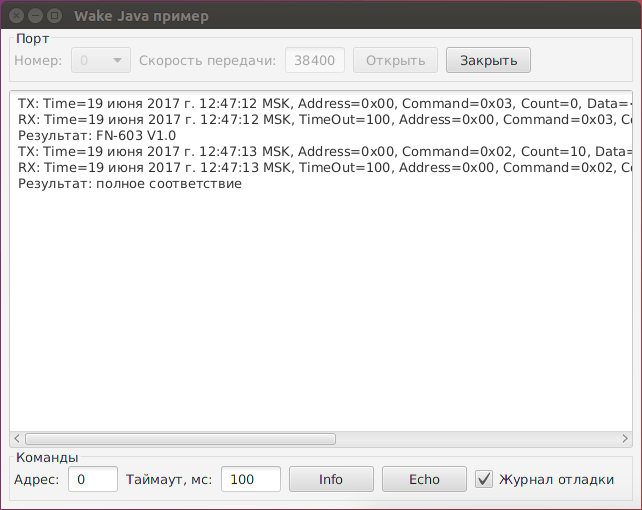 Wake Java пример
Порт
Номер: 0 Скорость передачи: 38400 Открыть Закрыть
TX: Time=19 июня 2017 г. 12:47:12 MSK, Address=0x00, Command=0x03, Count=0, Data=
RX: Time=19 июня 2017 г. 12:47:12 MSK, TimeOut=100, Address=0x00, Command=0x03, Co
Результат: FN-603 V1.0
TX: Time=19 июня 2017 г. 12:47:13 MSK, Address=0x00, Command=0x02, Count=10, Data=
RX: Time=19 июня 2017 г. 12:47:13 MSK, TimeOut=100, Address=0x00, Command=0x02, Co
Результат: полное соответствие
Команды
Адрес: 0 Таймаут, мс: 100 Info Echo Журнал отладки